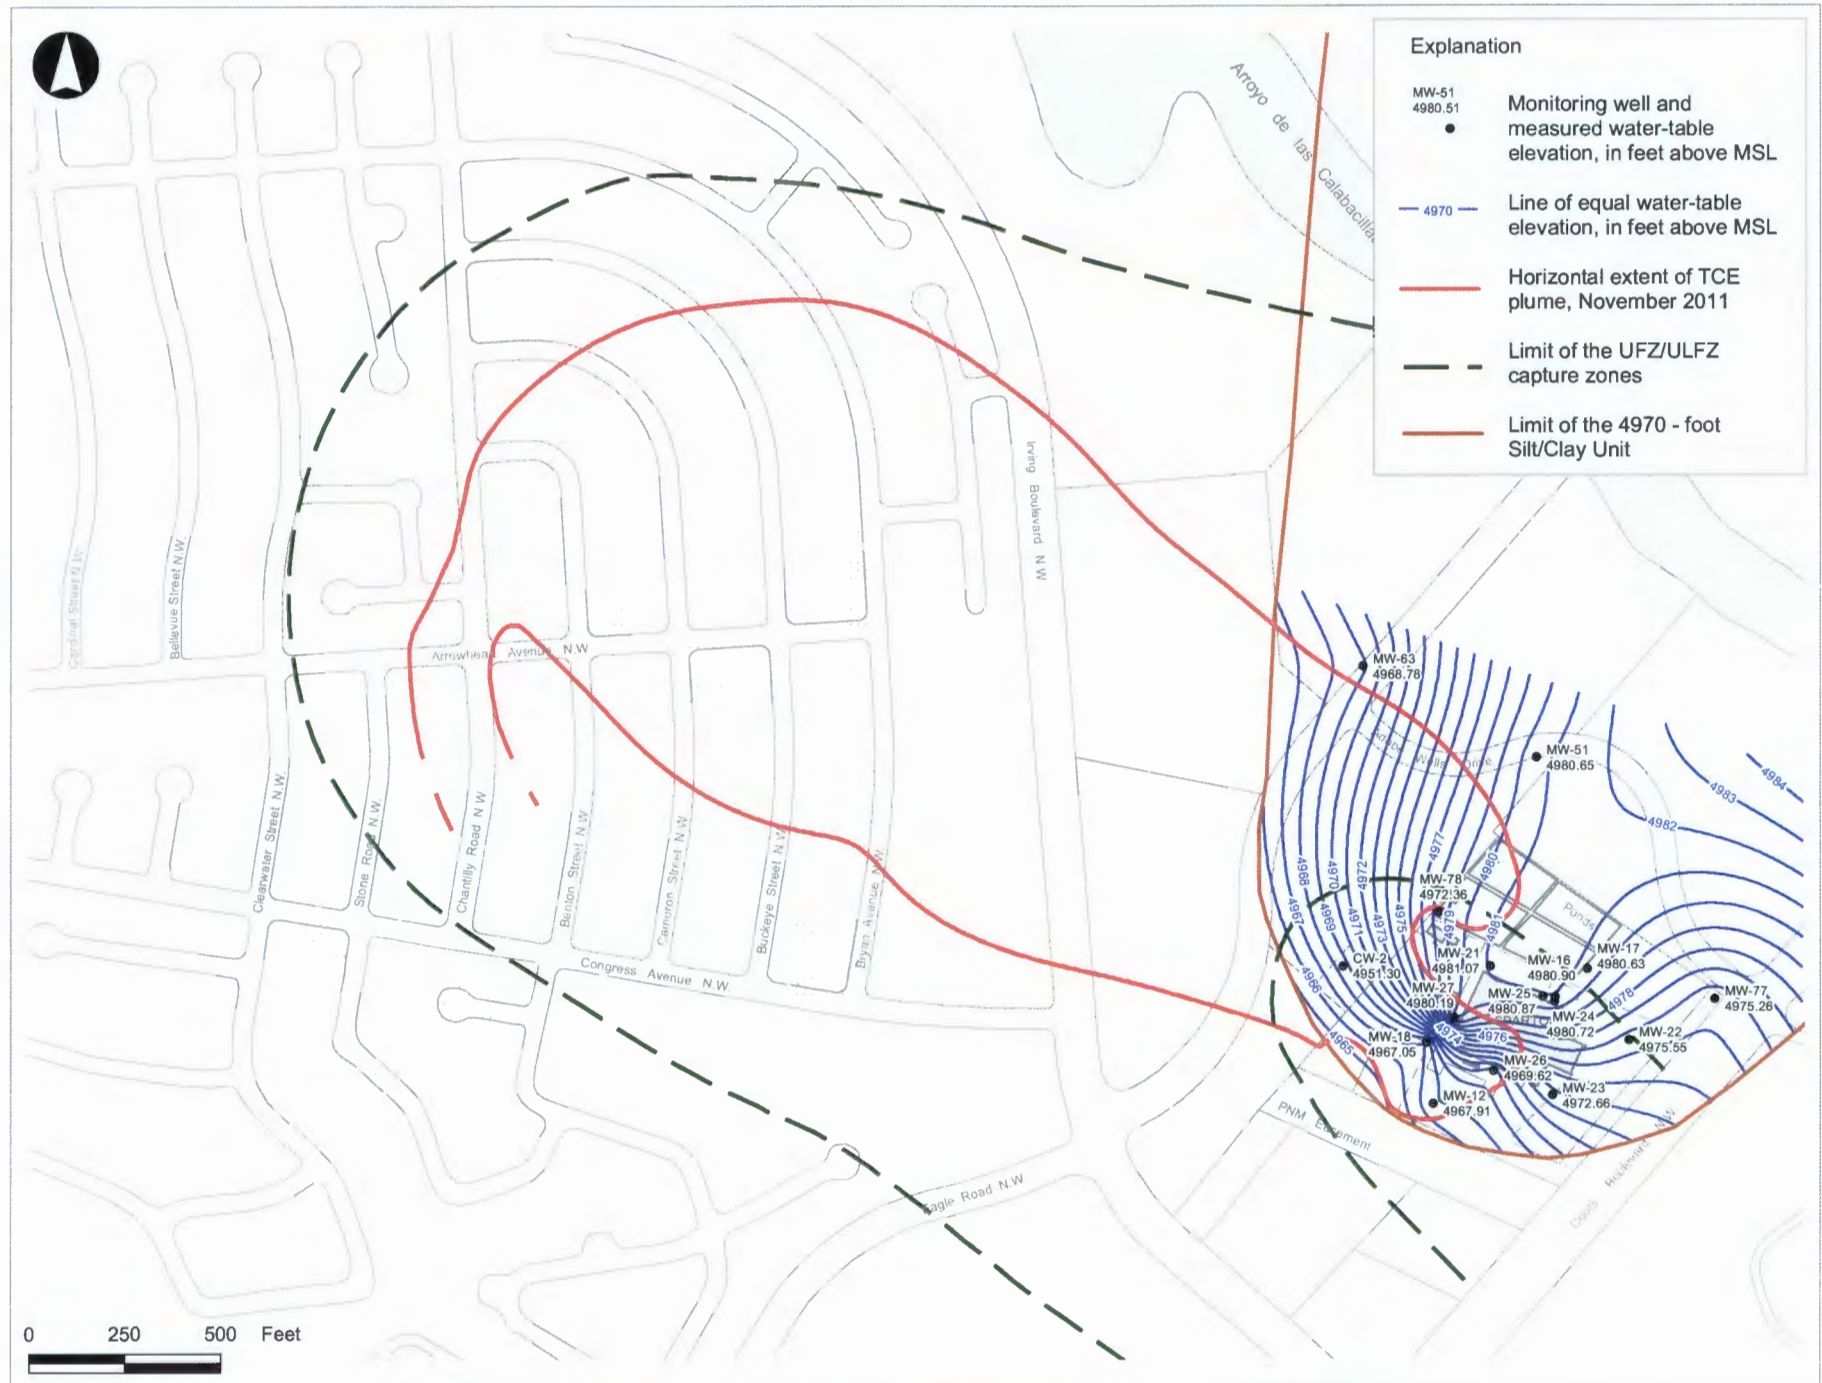 Explanation
MW-51
4980.51
Monitoring well and
measured water-table
elevation, in feet above MSL
4970
Line of equal water-table
elevation, in feet above MSL
Horizontal extent of TCE
plume, November 2011
Limit of the UFZ/ULFZ
capture zones
Limit of the 4970 - foot
Silt/Clay Unit
Arroyo de las Calabacillas
Irving Boulevard N W
Cardinal Street N.W.
Bellevue Street N.W.
Arrowhead Avenue N.W
Clearwater Street N.W.
Stone Road N.W.
Chantilly Road N W
Benton Street N.W
Cameron Street N.W
Buckeye Street N.W
Bryan Avenue N.W
Congress Avenue N.W.
Eagle Road N.W
PNM Easement
Boulevard N W
Wells Drive
Ponds
MW-63
4968.78
MW-51
4980.65
4984
4983
4982
4977
4980
4968
4970
4972
MW-78
4972.36
4967
4969
4971
4973
4975
4979
4981
MW-17
4980.63
MW-21
4981.07
MW-16
4980.90
CW-2
4951.30
4966
MW-27
4980.19
MW-25
4980.87
4978
MW-77
4975.26
MW-24
4980.72
4965
MW-18
4967.05
4974
4976
MW-22
4975.55
MW-26
4969.62
MW-23
4972.66
MW-12
4967.91
0 250 500 Feet